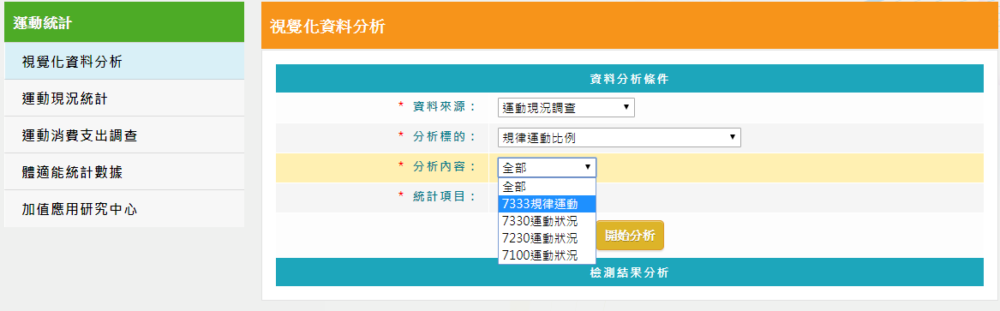 運動統計
視覺化資料分析
運動現況統計
運動消費支出調查
體適能統計數據
加值應用研究中心
視覺化資料分析
資料分析條件
* 資料來源： 運動現況調查
* 分析標的： 規律運動比例
* 分析內容： 全部
全部
7333規律運動
7330運動狀況
7230運動狀況
7100運動狀況
* 統計項目：
開始分析
檢測結果分析